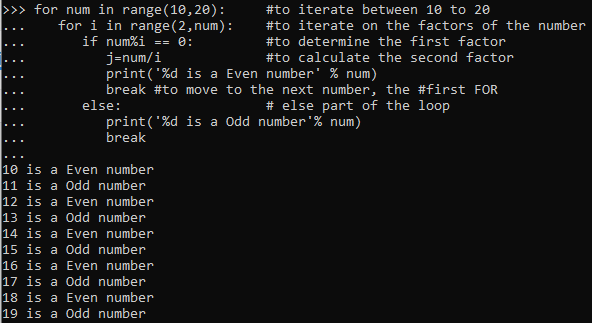 >>> for num in range(10,20):     #to iterate between 10 to 20
...    for i in range(2,num):    #to iterate on the factors of the number
...       if num%i == 0:         #to determine the first factor
...          j=num/i             #to calculate the second factor
...          print('%d is a Even number' % num)
...          break #to move to the next number, the #first FOR
...       else:                  # else part of the loop
...          print('%d is a Odd number'% num)
...          break
...
10 is a Even number
11 is a Odd number
12 is a Even number
13 is a Odd number
14 is a Even number
15 is a Odd number
16 is a Even number
17 is a Odd number
18 is a Even number
19 is a Odd number